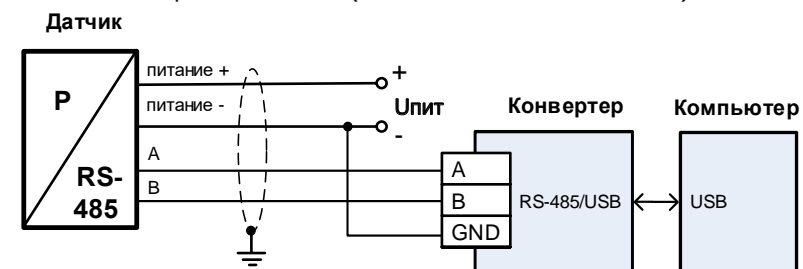 Датчик
питание +
питание -
P
RS-
485
A
B
+
Uпит
-
Конвертер
A
B
GND
RS-485/USB
Компьютер
USB